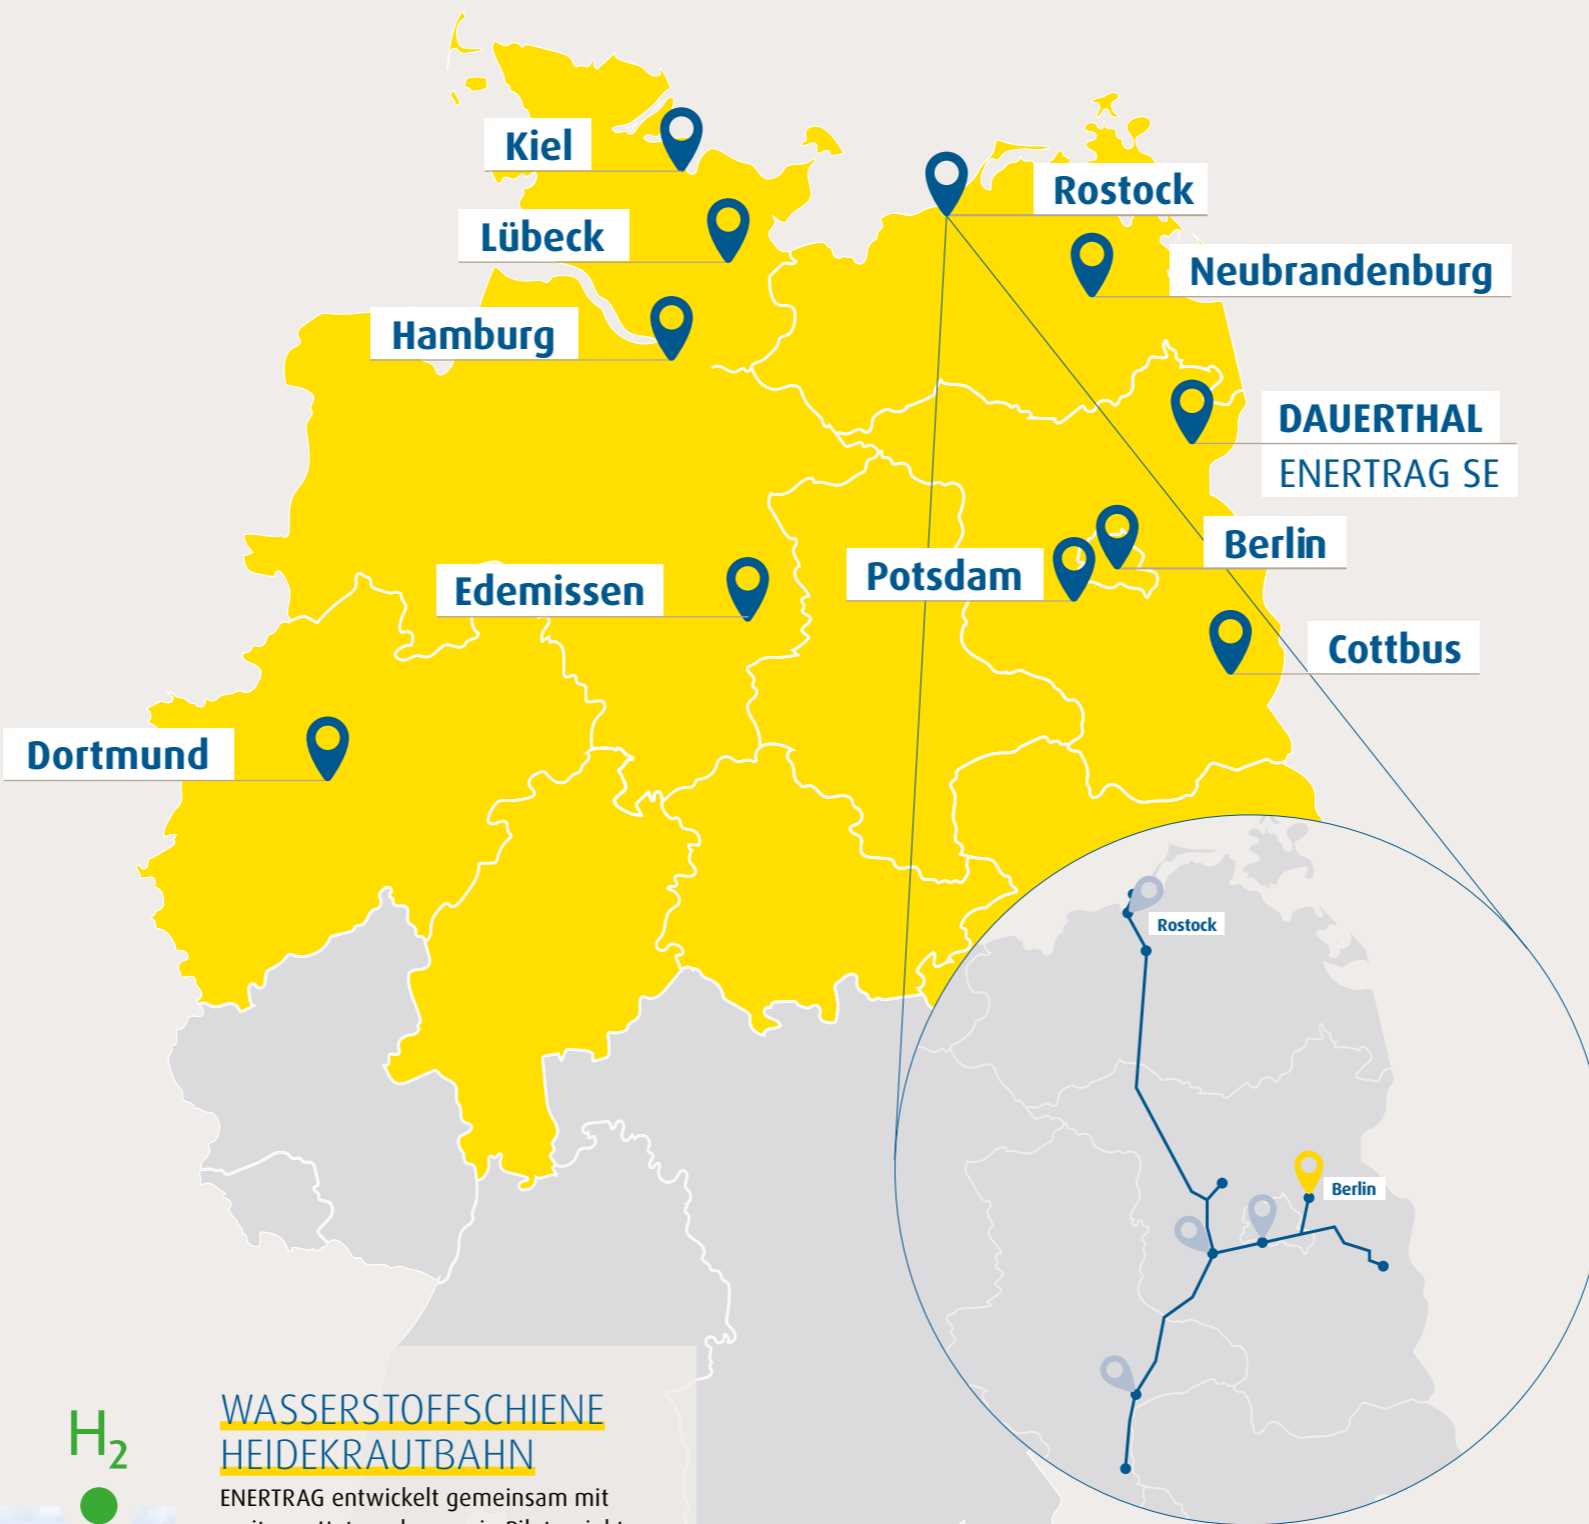 Kiel
Rostock
Lübeck
Neubrandenburg
Hamburg
DAUERTHAL
ENERTRAG SE
Berlin
Potsdam
Edemissen
Cottbus
Dortmund
Rostock
Berlin
H₂
WASSERSTOFFSCHIENE
HEIDEKRAUTBAHN
ENERTRAG entwickelt gemeinsam mit